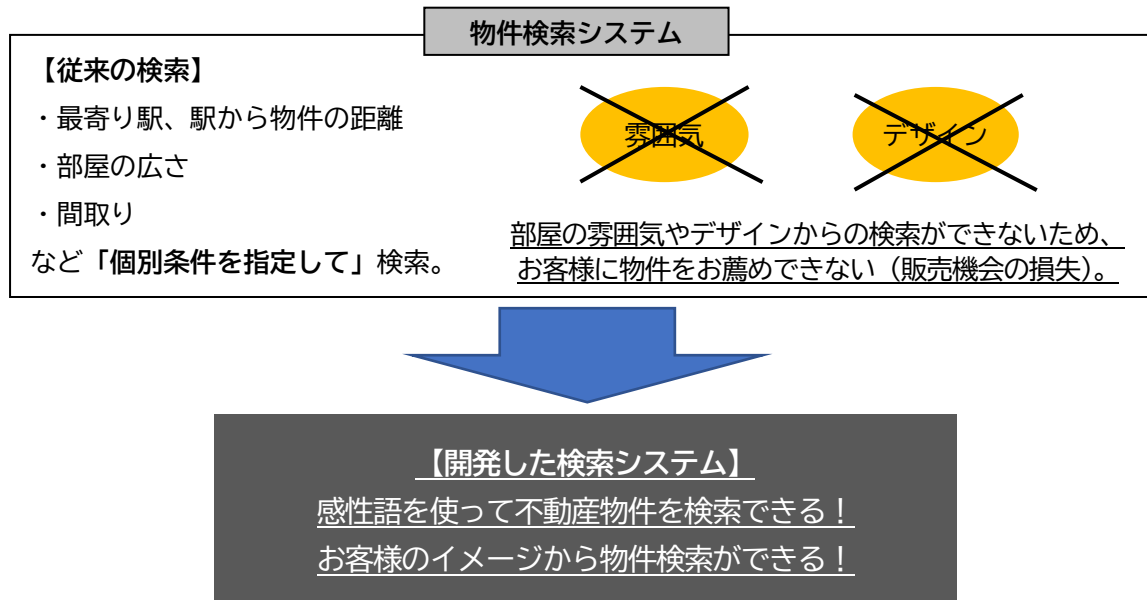 物件検索システム
【従来の検索】
・最寄り駅、駅から物件の距離
・部屋の広さ
・間取り
など「個別条件を指定して」検索。
雰囲気
デザイン
部屋の雰囲気やデザインからの検索ができないため、
お客様に物件をお薦めできない（販売機会の損失）。
【開発した検索システム】
感性語を使って不動産物件を検索できる！
お客様のイメージから物件検索ができる！